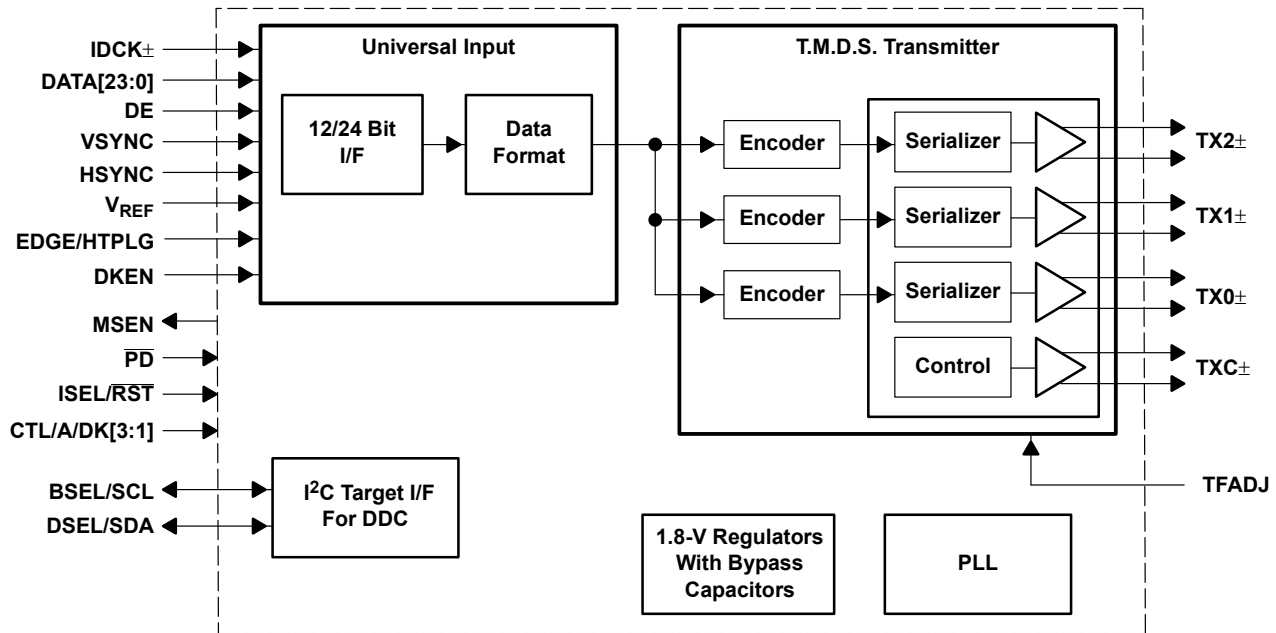 IDCK±
DATA[23:0]
DE
VSYNC
HSYNC
VREF
EDGE/HTPLG
DKEN
MSEN
PD
ISEL/RST
CTL/A/DK[3:1]
BSEL/SCL
DSEL/SDA
Universal Input
12/24 Bit
I/F
Data
Format
I2C Target I/F
For DDC
T.M.D.S. Transmitter
Encoder
Serializer
Encoder
Serializer
Encoder
Serializer
Control
1.8-V Regulators
With Bypass
Capacitors
PLL
TX2±
TX1±
TX0±
TXC±
TFADJ